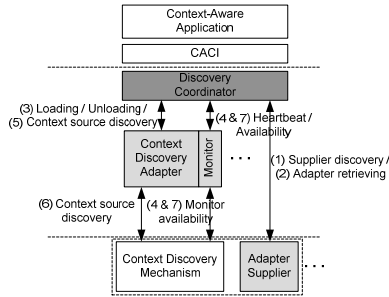 Context-Aware
Application
CACI
Discovery
Coordinator
(3) Loading / Unloading /
(5) Context source discovery
(4 & 7) Heartbeat /
Availability
Context
Discovery
Adapter
Monitor
...
(1) Supplier discovery /
(2) Adapter retrieving
(6) Context source
discovery
(4 & 7) Monitor
availability
Context Discovery
Mechanism
Adapter
Supplier
...